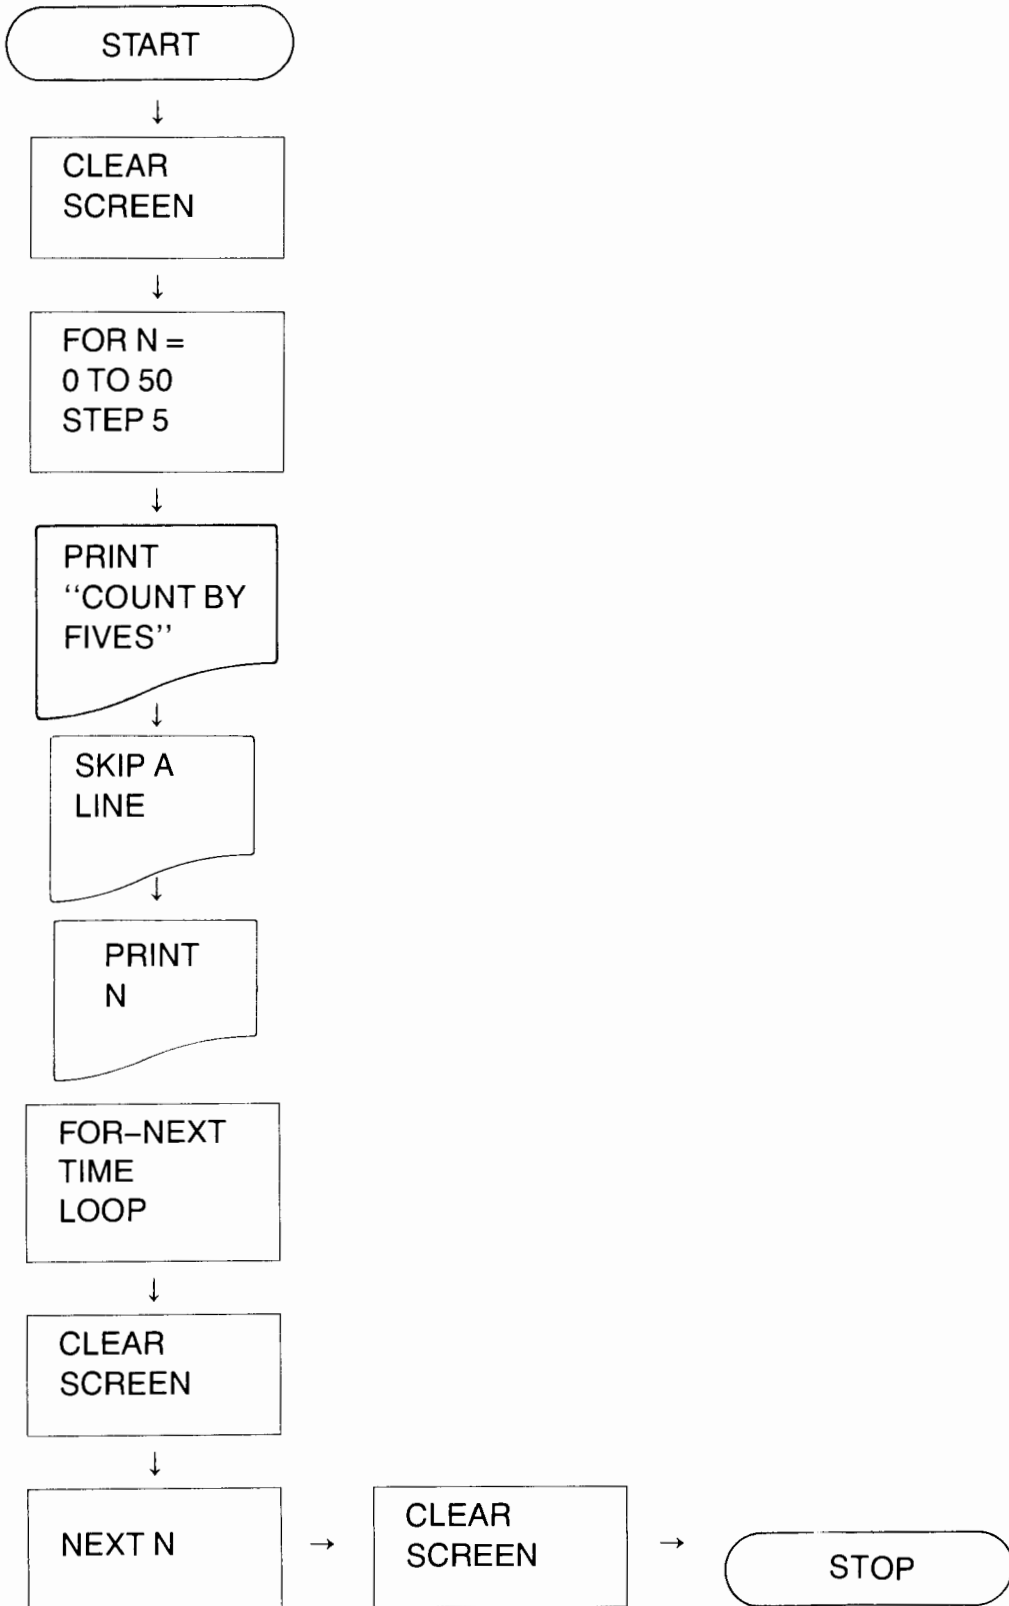 START
↓
CLEAR
SCREEN
↓
FOR N =
0 TO 50
STEP 5
↓
PRINT
‘‘COUNT BY
FIVES’’
↓
SKIP A
LINE
↓
PRINT
N
FOR–NEXT
TIME
LOOP
↓
CLEAR
SCREEN
↓
NEXT N
→
CLEAR
SCREEN
→
STOP